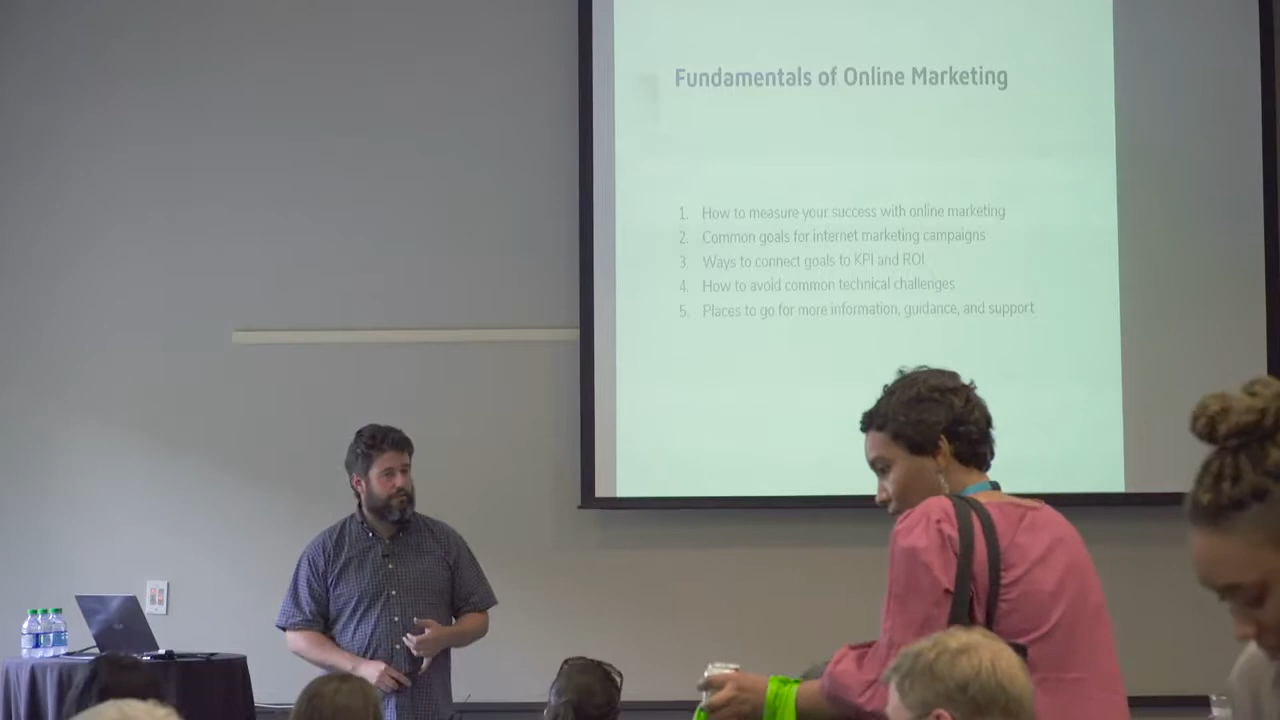 Fundamentals of Online Marketing
1. How to measure your success with online marketing
2. Common goals for internet marketing campaigns
3. Ways to connect goals to KPI and ROI
4. How to avoid common technical challenges
5. Places to go for more information, guidance, and support